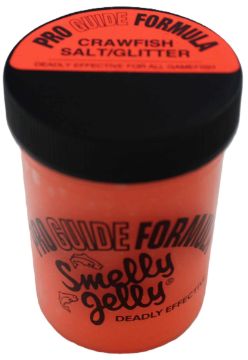 PRO GUIDE FORMULA
CRAWFISH
SALT/GLITTER
DEADLY EFFECTIVE FOR ALL GAMEFISH
PRO GUIDE FORMULA
Smelly
Jelly®
DEADLY EFFECTIVE